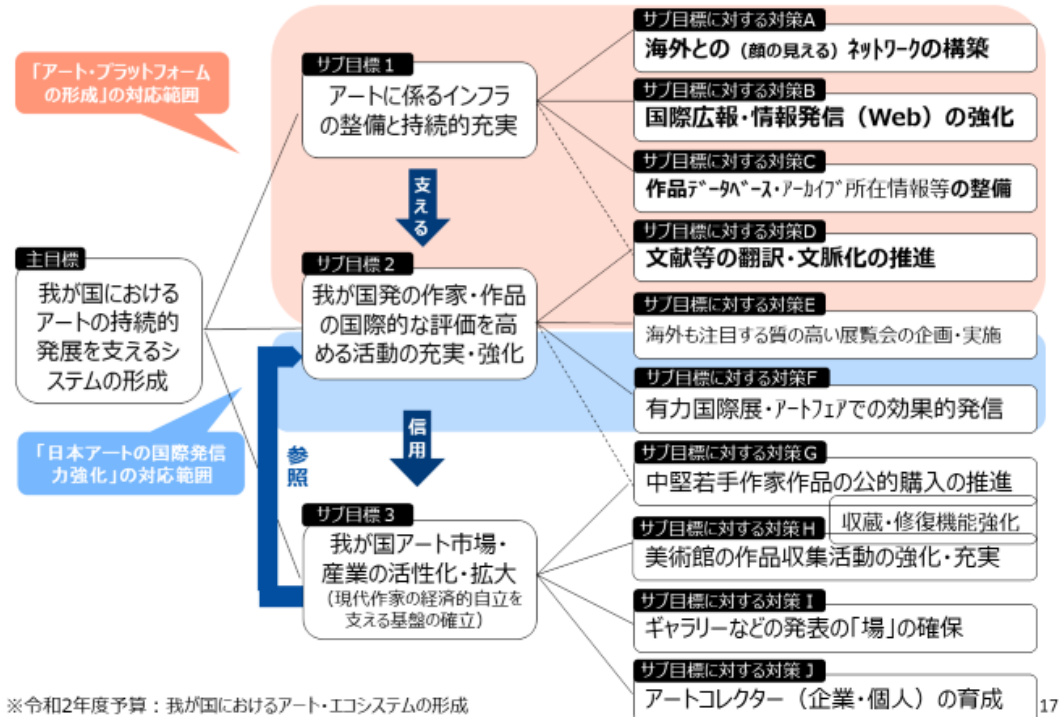 「アート・プラットフォーム
の形成」の対応範囲
主目標
我が国における
アートの持続的
発展を支えるシ
ステムの形成
「日本アートの国際発信
力強化」の対応範囲
サブ目標1
アートに係るインフラ
の整備と持続的充実
支える
サブ目標2
我が国発の作家・作品
の国際的な評価を高
める活動の充実・強化
信用
参照
サブ目標3
我が国アート市場・
産業の活性化・拡大
(現代作家の経済的自立を
支える基盤の確立)
サブ目標に対する対策A
海外との(顔の見える)ネットワークの構築
サブ目標に対する対策B
国際広報・情報発信(Web)の強化
サブ目標に対する対策C
作品データベース・アーカイブ所在情報等の整備
サブ目標に対する対策D
文献等の翻訳・文脈化の推進
サブ目標に対する対策E
海外も注目する質の高い展覧会の企画・実施
サブ目標に対する対策F
有力国際展・アートフェアでの効果的発信
サブ目標に対する対策G
中堅若手作家作品の公的購入の推進
収蔵・修復機能強化
サブ目標に対する対策H
美術館の作品収集活動の強化・充実
サブ目標に対する対策I
ギャラリーなどの発表の「場」の確保
サブ目標に対する対策J
アートコレクター(企業・個人)の育成
※令和2年度予算:我が国におけるアート・エコシステムの形成
17